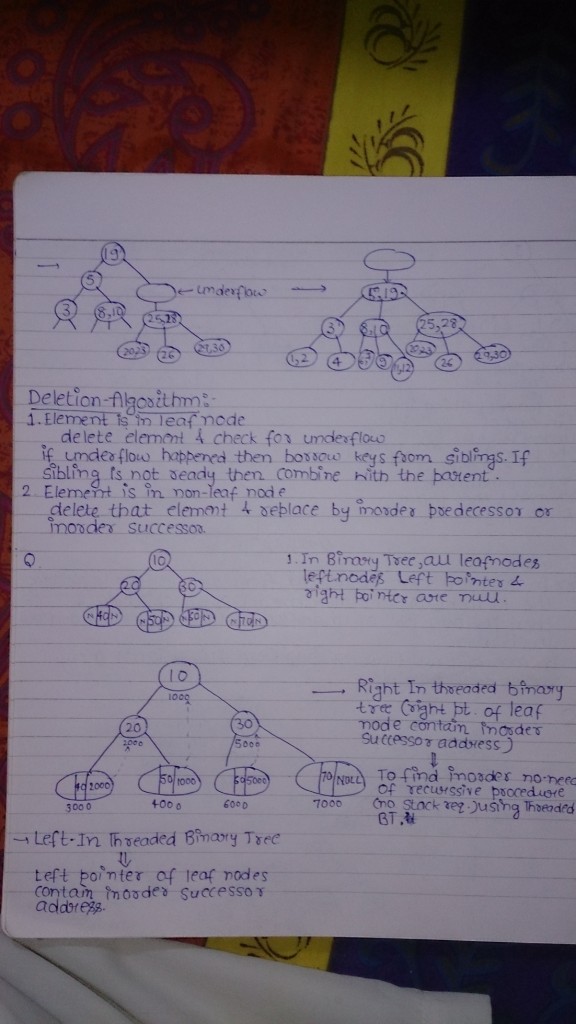 → 19
5 ← underflow →
3 8,10 25,28
20,23 26 29,30
5,19
3 8,10 25,28
1,2 4 9 11,12 20,23 26 29,30
Deletion-Algorithm:-
1. Element is in leaf node
delete element & check for underflow
if underflow happened then borrow keys from siblings. If
sibling is not ready then combine with the parent.
2. Element is in non-leaf node
delete that element & replace by inorder predecessor or
inorder successor
Q.
10
20 30
N 40 N N 50 N N 60 N N 70 N
1. In Binary Tree, all leafnodes
leftnodes Left pointer &
right pointer are null.
10
1000
20 30
2000 5000
40 2000 50 1000 60 5000 70 NULL
3000 4000 6000 7000
→ Right In threaded binary
tree (right pt. of leaf
node contain inorder
successor address)
⇓
To find inorder no need
of recurssive procedure
(no stack req.) using Threaded
BT.
→ Left-In Threaded Binary Tree
⇓
Left pointer of leaf nodes
contain inorder successor
address.